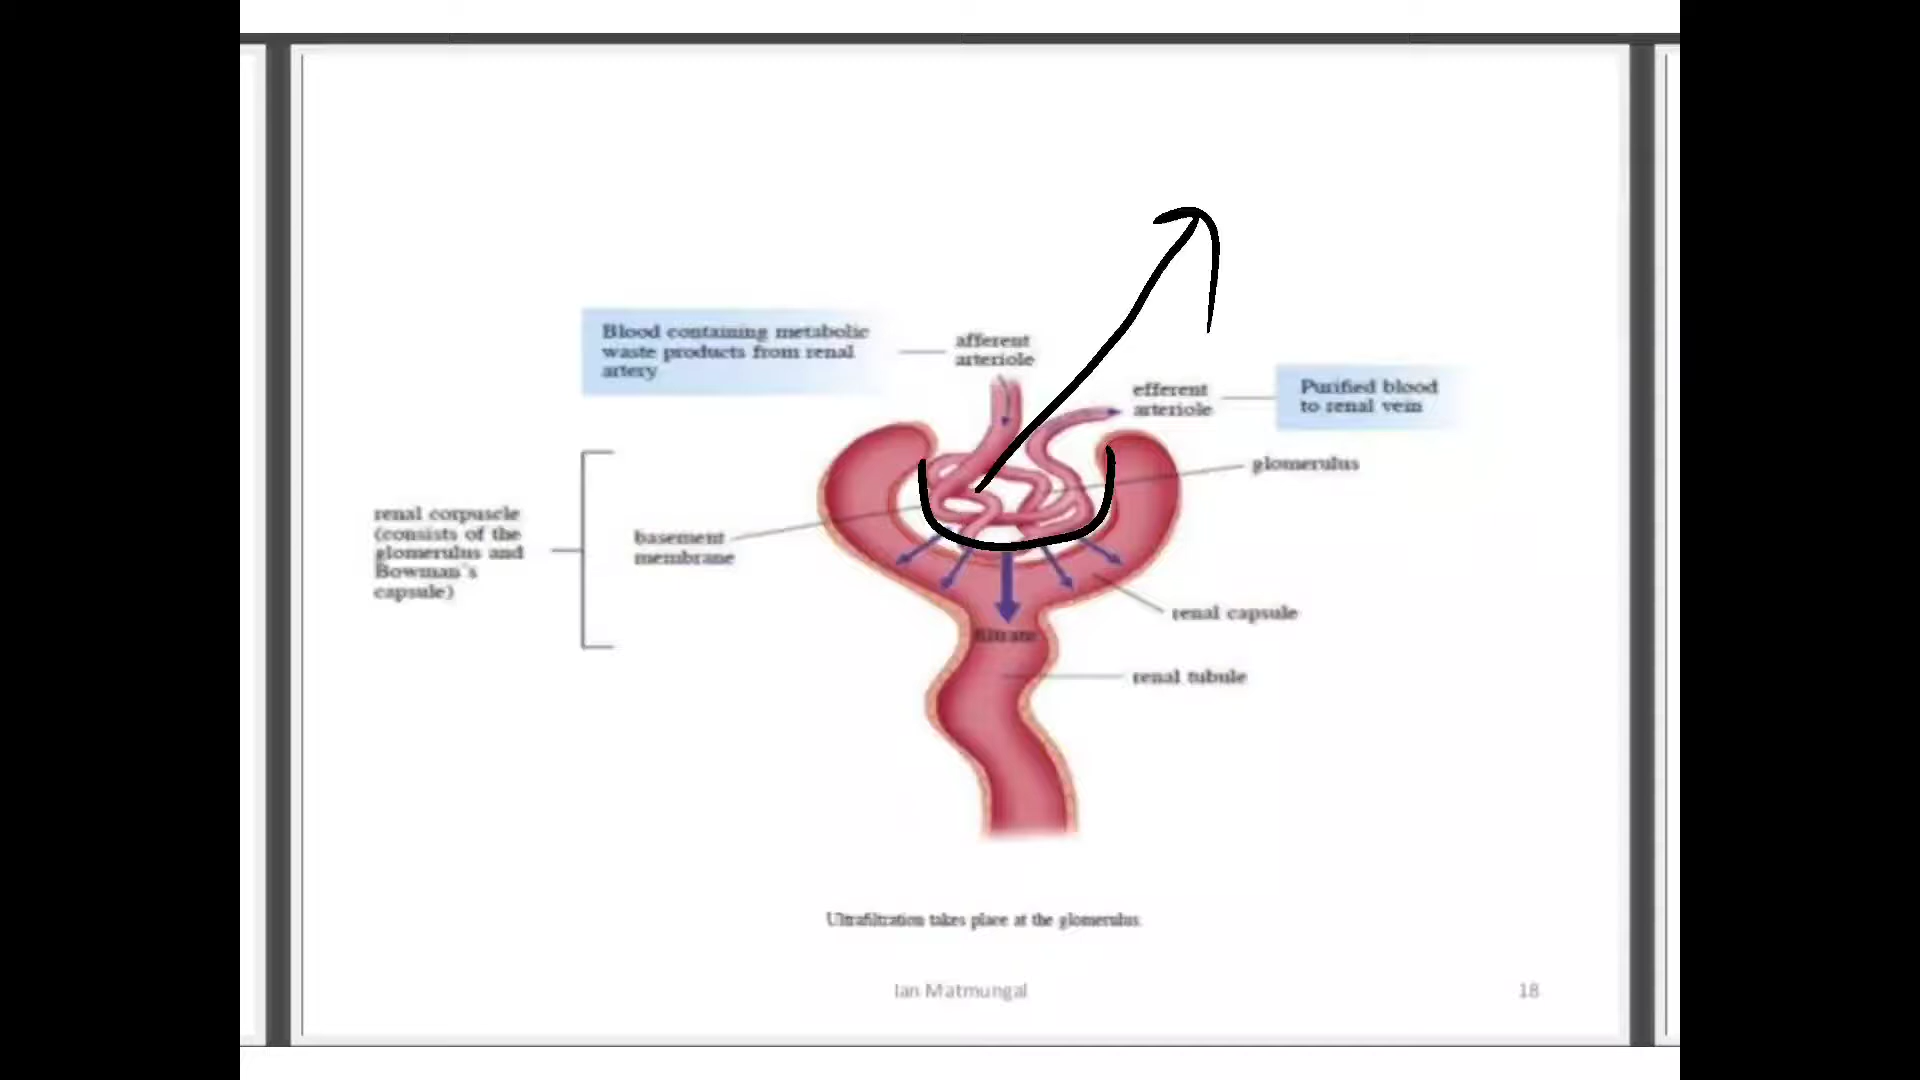 Blood containing metabolic
waste products from renal
artery
afferent
arteriole
efferent
arteriole
Purified blood
to renal vein
glomerulus
renal corpuscle
(consists of the
glomerulus and
Bowman's
capsule)
basement
membrane
renal capsule
filtrate
renal tubule
Ultrafiltration takes place at the glomerulus.
Ian Matmungal
18